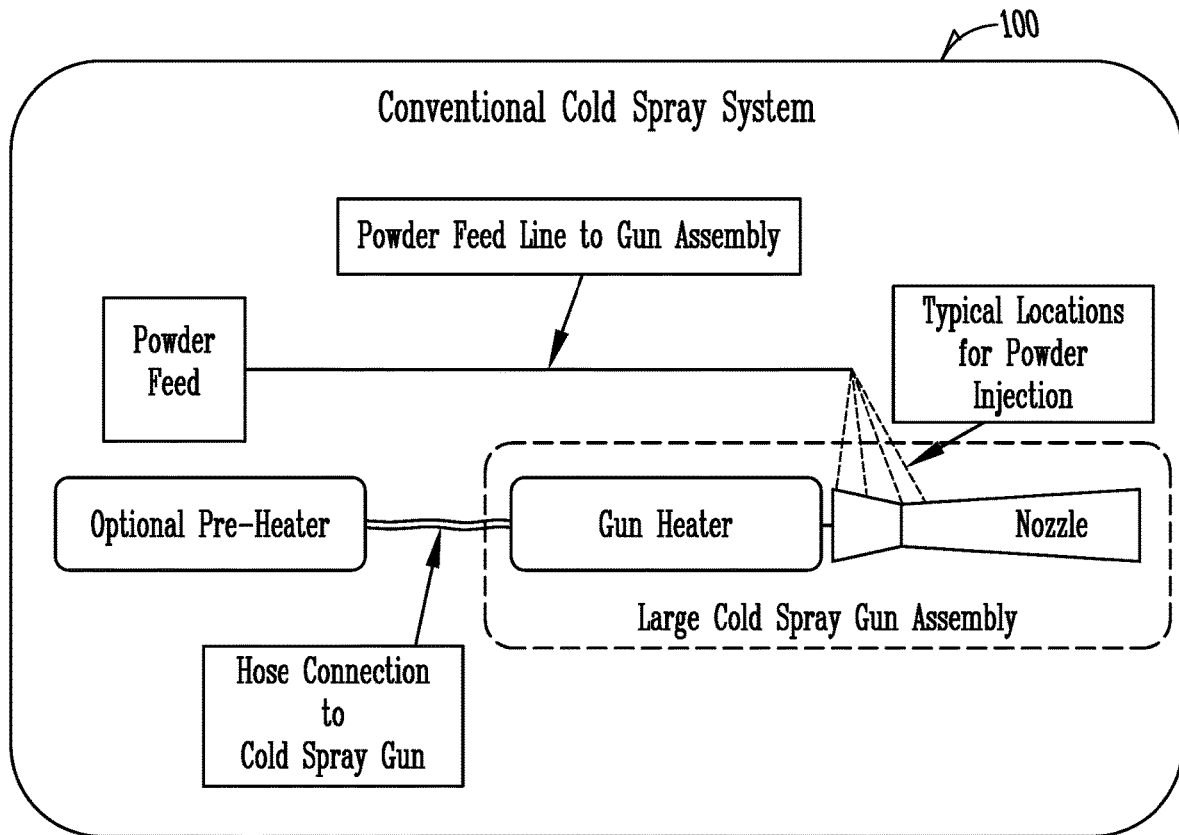 100
Conventional Cold Spray System
Powder Feed Line to Gun Assembly
Powder
Feed
Typical Locations
for Powder
Injection
Optional Pre-Heater
Gun Heater
Nozzle
Large Cold Spray Gun Assembly
Hose Connection
to
Cold Spray Gun